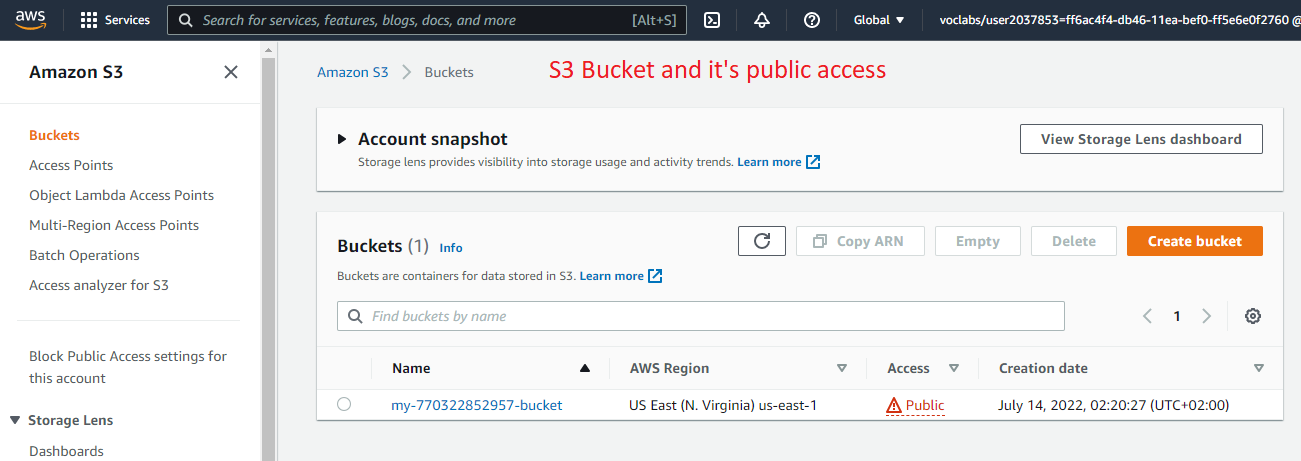 aws Services Search for services, features, blogs, docs, and more [Alt+S] Global voclabs/user2037853=ff6ac4f4-db46-11ea-bef0-ff5e6e0f2760 @
Amazon S3
Buckets
Access Points
Object Lambda Access Points
Multi-Region Access Points
Batch Operations
Access analyzer for S3
Block Public Access settings for
this account
Storage Lens
Dashboards
Amazon S3 > Buckets
S3 Bucket and it's public access
Account snapshot
Storage lens provides visibility into storage usage and activity trends. Learn more
View Storage Lens dashboard
Buckets (1) Info
Copy ARN Empty Delete Create bucket
Buckets are containers for data stored in S3. Learn more
Find buckets by name
1
Name AWS Region Access Creation date
my-770322852957-bucket US East (N. Virginia) us-east-1 Public July 14, 2022, 02:20:27 (UTC+02:00)